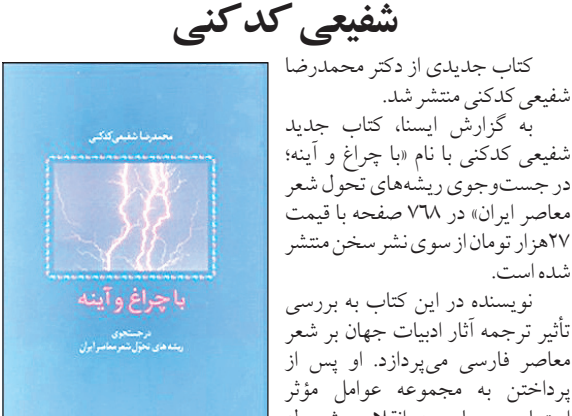 شفیعی کدکنی
کتاب جدیدی از دکتر محمدرضا
شفیعی کدکنی منتشر شد.
به گزارش ایسنا، کتاب جدید
شفیعی کدکنی با نام «با چراغ و آینه؛
در جست‌وجوی ریشه‌های تحول شعر
معاصر ایران» در ۷۶۸ صفحه با قیمت
۲۷هزار تومان از سوی نشر سخن منتشر
شده است.
نویسنده در این کتاب به بررسی
تأثیر ترجمه آثار ادبیات جهان بر شعر
معاصر فارسی می‌پردازد. او پس از
پرداختن به مجموعه عوامل مؤثر
محمدرضا شفیعی‌کدکنی
با چراغ و آینه
در جستجوی
ریشه‌های تحوّل شعر معاصر ایران